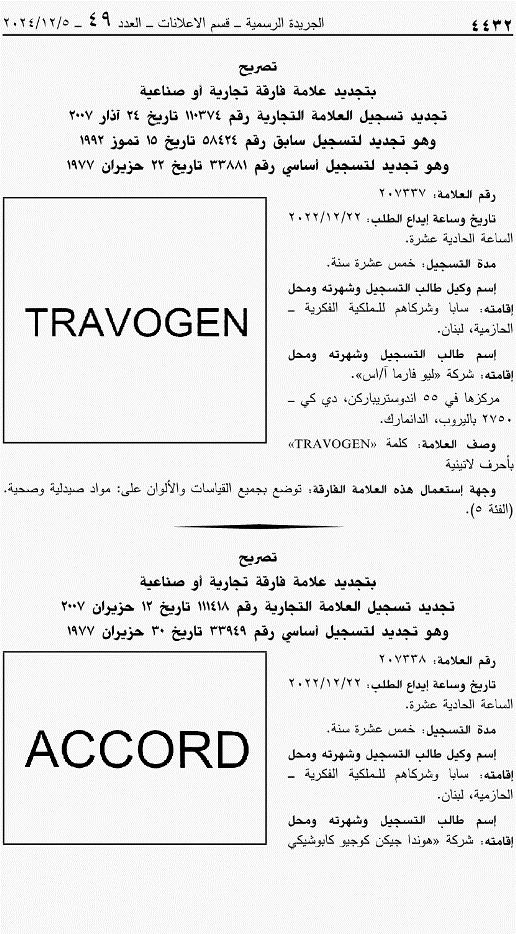 ٤٤٣٢ الجريدة الرسمية – قسم الاعلانات – العدد ٤٩ – ٢٠٢٤/١٢/٥
تصريح
بتجديد علامة فارقة تجارية أو صناعية
تجديد تسجيل العلامة التجارية رقم ١١٠٣٧٤ تاريخ ٢٤ آذار ٢٠٠٧
وهو تجديد لتسجيل سابق رقم ٥٨٤٢٤ تاريخ ١٥ تموز ١٩٩٢
وهو تجديد لتسجيل أساسي رقم ٣٣٨٨١ تاريخ ٢٢ حزيران ١٩٧٧
رقم العلامة: ٢٠٧٣٣٧
تاريخ وساعة إيداع الطلب: ٢٠٢٢/١٢/٢٢
الساعة الحادية عشرة.
مدة التسجيل: خمس عشرة سنة.
إسم وكيل طالب التسجيل وشهرته ومحل
إقامته: سابا وشركاهم للملكية الفكرية –
الحازمية، لبنان.
إسم طالب التسجيل وشهرته ومحل
إقامته: شركة «ليو فارما آ/اس».
مركزها في ٥٥ اندوستريباركن، دي كي –
٢٧٥٠ باليروب، الدانمارك.
وصف العلامة: كلمة «TRAVOGEN»
بأحرف لاتينية
TRAVOGEN
وجهة إستعمال هذه العلامة الفارقة: توضع بجميع القياسات والألوان على: مواد صيدلية وصحية.
(الفئة ٥).
تصريح
بتجديد علامة فارقة تجارية أو صناعية
تجديد تسجيل العلامة التجارية رقم ١١١٤١٨ تاريخ ١٢ حزيران ٢٠٠٧
وهو تجديد لتسجيل أساسي رقم ٣٣٩٤٩ تاريخ ٣٠ حزيران ١٩٧٧
رقم العلامة: ٢٠٧٣٣٨
تاريخ وساعة إيداع الطلب: ٢٠٢٢/١٢/٢٢
الساعة الحادية عشرة.
مدة التسجيل: خمس عشرة سنة.
إسم وكيل طالب التسجيل وشهرته ومحل
إقامته: سابا وشركاهم للملكية الفكرية –
الحازمية، لبنان.
إسم طالب التسجيل وشهرته ومحل
إقامته: شركة «هوندا جيكن كوجيو كابوشيكي
ACCORD